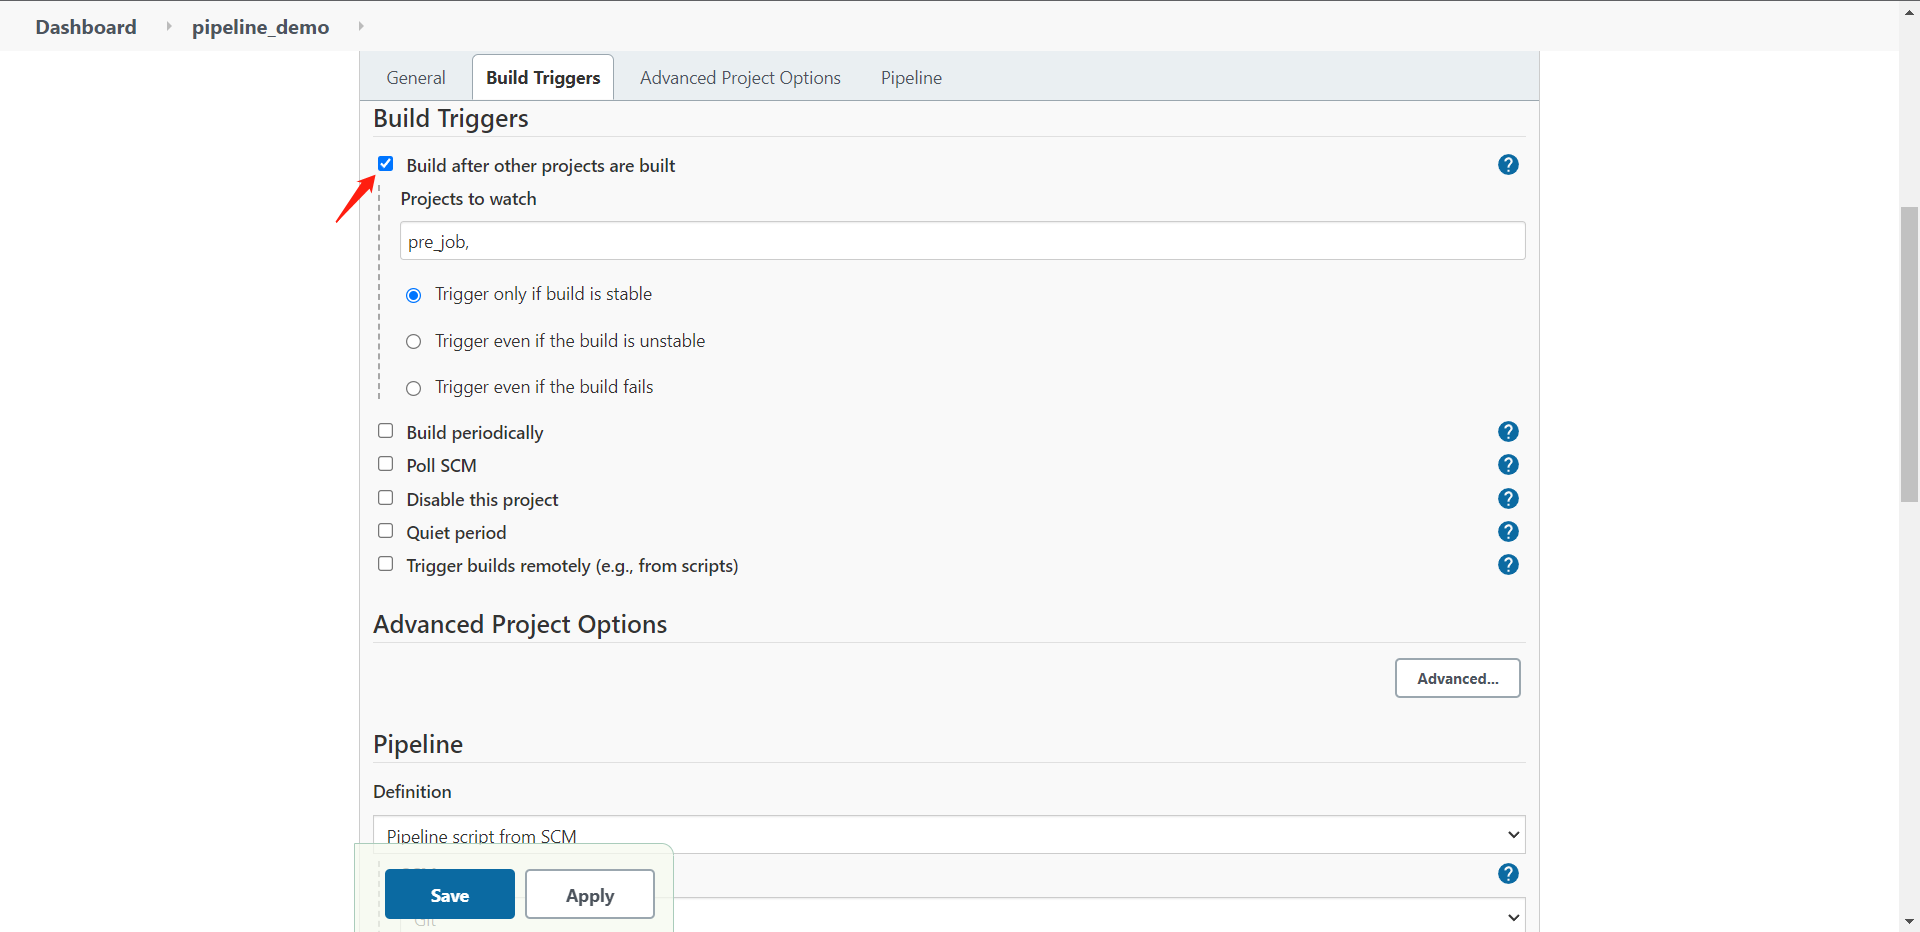 Dashboard pipeline_demo
General Build Triggers Advanced Project Options Pipeline
Build Triggers
Build after other projects are built
Projects to watch
pre_job,
Trigger only if build is stable
Trigger even if the build is unstable
Trigger even if the build fails
Build periodically
Poll SCM
Disable this project
Quiet period
Trigger builds remotely (e.g., from scripts)
Advanced Project Options
Advanced...
Pipeline
Definition
Pipeline script from SCM
Save Apply
Git